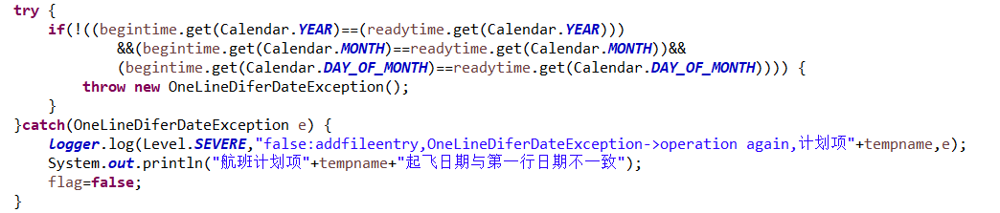 try {
if(!((begintime.get(Calendar.YEAR)==(readytime.get(Calendar.YEAR)))
&&(begintime.get(Calendar.MONTH)==readytime.get(Calendar.MONTH))&&
(begintime.get(Calendar.DAY_OF_MONTH)==readytime.get(Calendar.DAY_OF_MONTH)))) {
throw new OneLineDiferDateException();
}
}catch(OneLineDiferDateException e) {
logger.log(Level.SEVERE,"false:addfileentry,OneLineDiferDateException->operation again,计划项"+tempname,e);
System.out.println("航班计划项"+tempname+"起飞日期与第一行日期不一致");
flag=false;
}